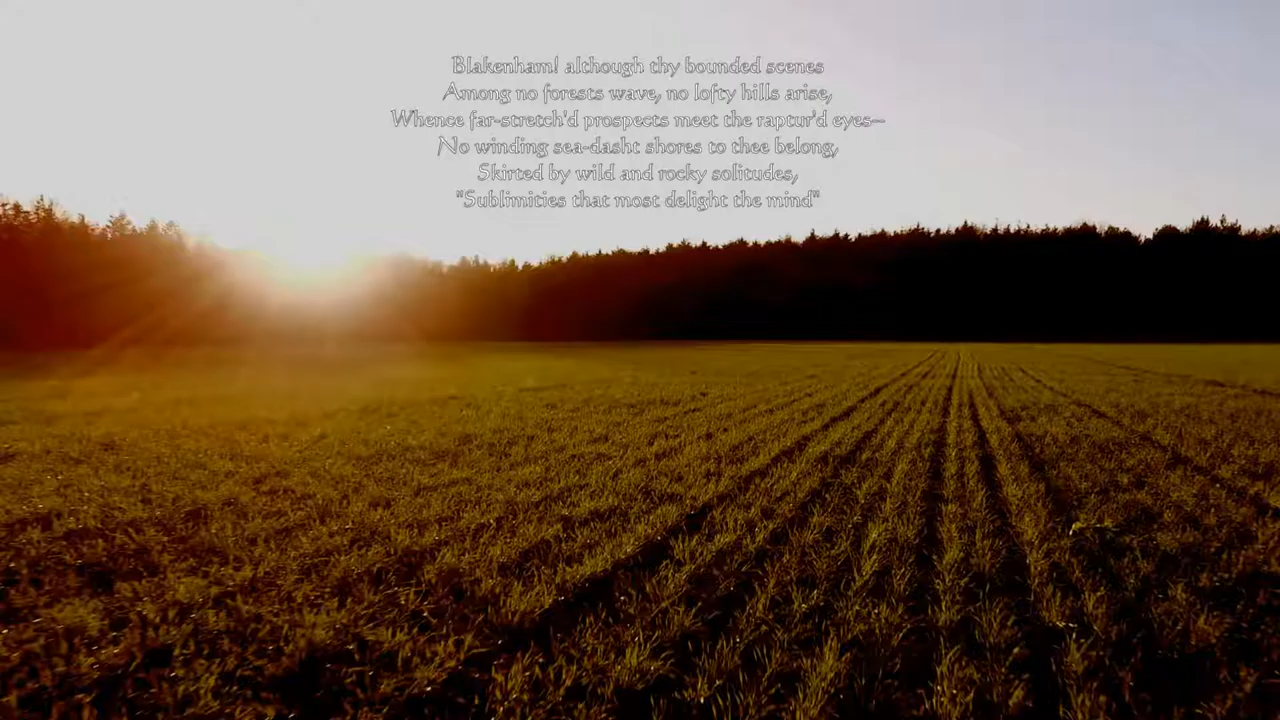 Blakenham! although thy bounded scenes
Among no forests wave, no lofty hills arise,
Whence far-stretch'd prospects meet the raptur'd eyes—
No winding sea-dasht shores to thee belong,
Skirted by wild and rocky solitudes,
"Sublimities that most delight the mind"